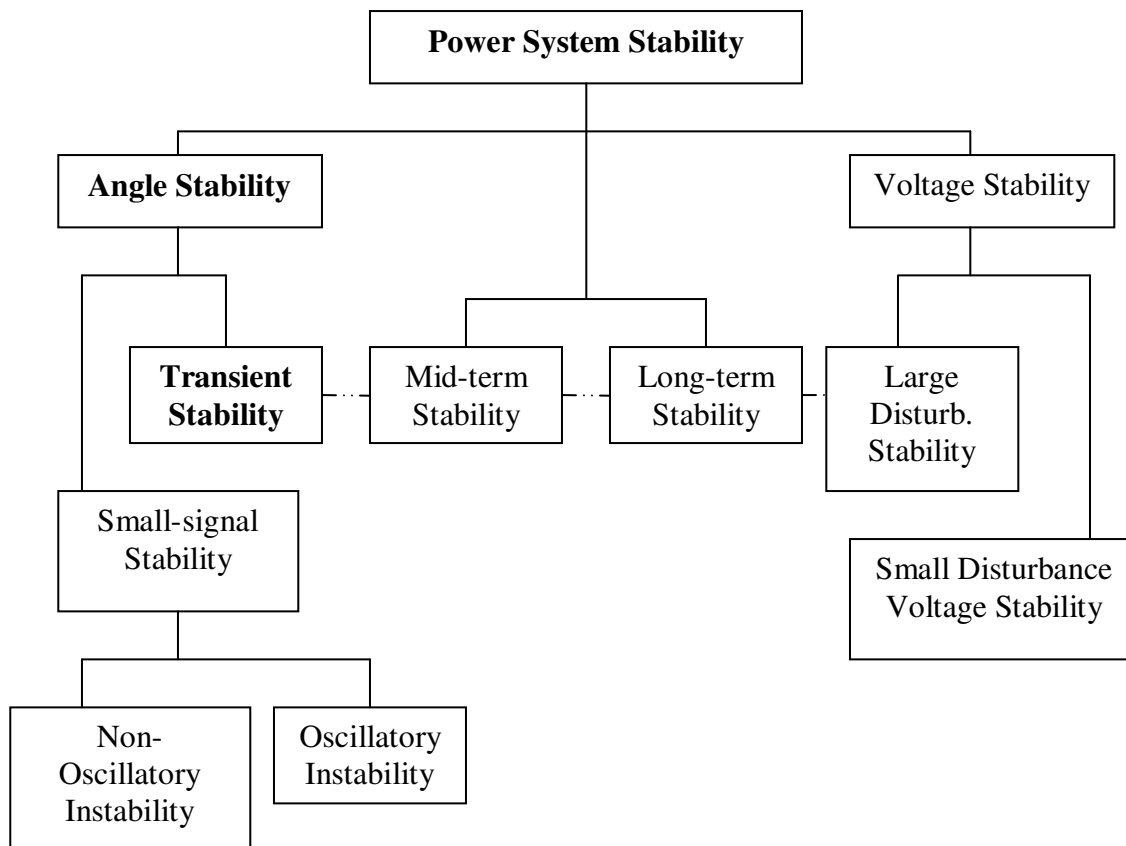 Power System Stability
Angle Stability
Voltage Stability
Transient
Stability
Mid-term
Stability
Long-term
Stability
Large
Disturb.
Stability
Small-signal
Stability
Small Disturbance
Voltage Stability
Non-
Oscillatory
Instability
Oscillatory
Instability